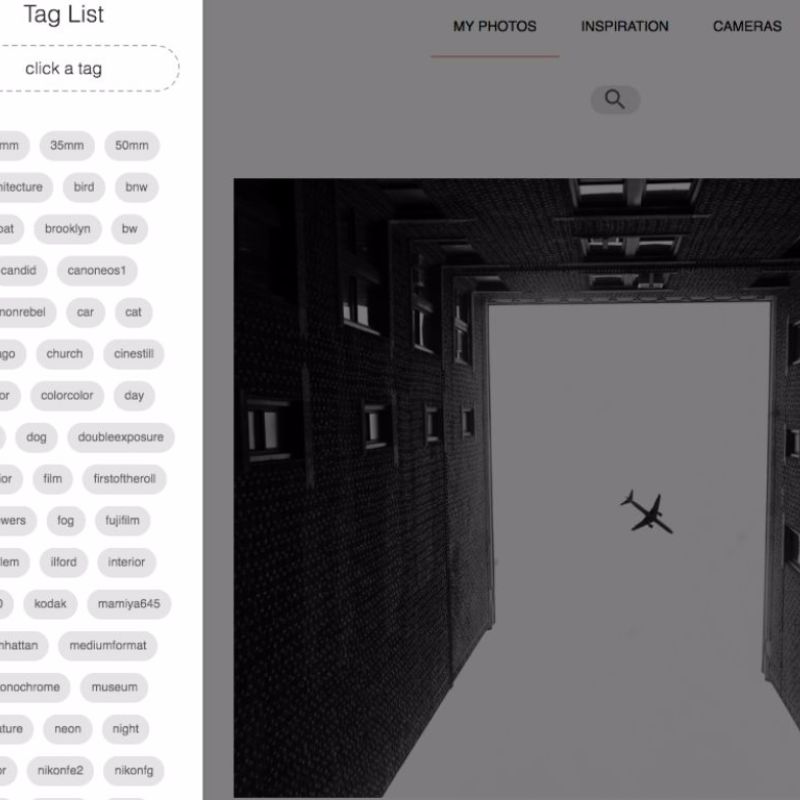 Tag List
click a tag
MY PHOTOS INSPIRATION CAMERAS
mm 35mm 50mm
hitecture bird bnw
oat brooklyn bw
candid canoneos1
nonrebel car cat
ago church cinestill
or colorcolor day
dog doubleexposure
ior film firstoftheroll
wers fog fujifilm
lem ilford interior
kodak mamiya645
nhattan mediumformat
onochrome museum
ature neon night
or nikonfe2 nikonfg